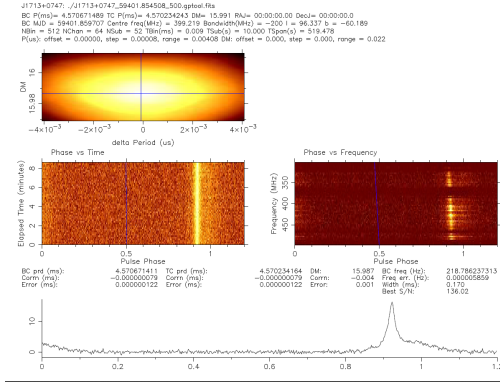 J1713+0747: ../J1713+0747_59401.854508_500.gptool.fits
BC P(ms)= 4.570671489 TC P(ms)= 4.570234243 DM= 15.991 RAJ= 00:00:00.00 DecJ= 00:00:00.0
BC MJD = 59401.859707 Centre freq(MHz) = 399.219 Bandwidth(MHz) = -200 l = 96.337 b = -60.189
NBin = 512 NChan = 64 NSub = 52 TBin(ms) = 0.009 TSub(s) = 10.000 TSpan(s) = 519.478
P(us): offset = 0.00000, step = 0.00008, range = 0.00408 DM: offset = 0.000, step = 0.000, range = 0.022
DM
16
15.98
−4×10⁻³ −2×10⁻³ 0 2×10⁻³ 4×10⁻³
delta Period (us)
Phase vs Time
Elapsed Time (minutes)
8
6
4
2
0
0 0.5 1
Pulse Phase
Phase vs Frequency
Frequency (MHz)
350
400
450
0 0.5 1
Pulse Phase
BC prd (ms): 4.570671411 TC prd (ms): 4.570234164 DM: 15.987 BC freq (Hz): 218.786237313
Corrn (ms): −0.000000079 Corrn (ms): −0.000000079 Corrn: −0.004 Freq err. (Hz): 0.000005859
Error (ms): 0.000000122 Error (ms): 0.000000122 Error: 0.001 Width (ms): 0.170
Best S/N: 136.02
10
0
0 0.2 0.4 0.6 0.8 1 1.2